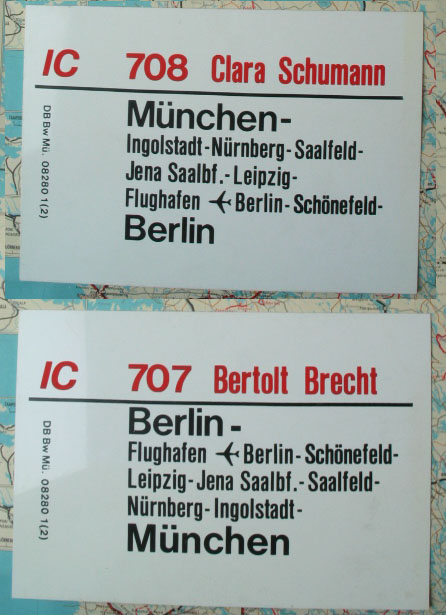 IC 708 Clara Schumann
DB Bw Mü. 08280 1(2)
München-
Ingolstadt-Nürnberg-Saalfeld-
Jena Saalbf.-Leipzig-
Flughafen Berlin-Schönefeld-
Berlin
IC 707 Bertolt Brecht
DB Bw Mü. 08280 1(2)
Berlin-
Flughafen Berlin-Schönefeld-
Leipzig-Jena Saalbf.-Saalfeld-
Nürnberg-Ingolstadt-
München